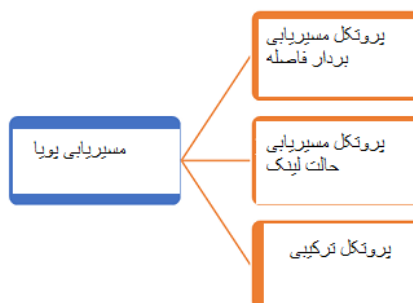 پروتکل مسیریابی
بردار فاصله
مسیریابی پویا
پروتکل مسیریابی
حالت لینک
پروتکل ترکیبی